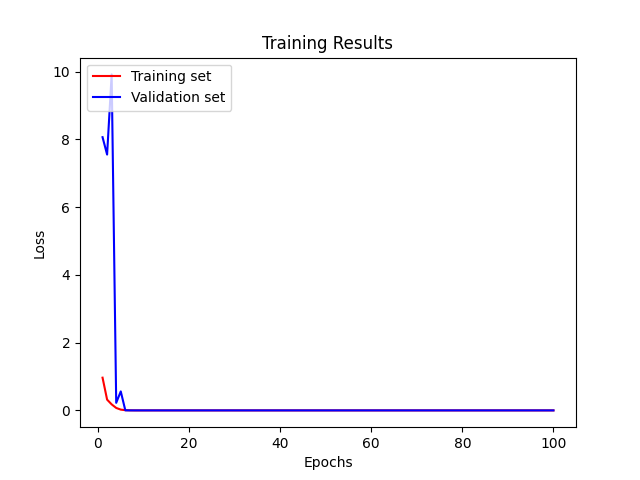 Training Results
10
8
6
4
2
0
Loss
Training set
Validation set
0 20 40 60 80 100
Epochs